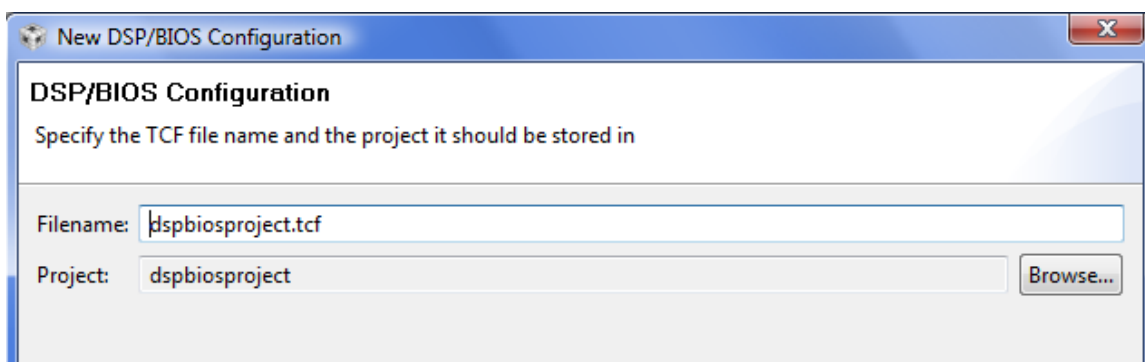 New DSP/BIOS Configuration
DSP/BIOS Configuration
Specify the TCF file name and the project it should be stored in
Filename: dspbiosproject.tcf
Project: dspbiosproject Browse...